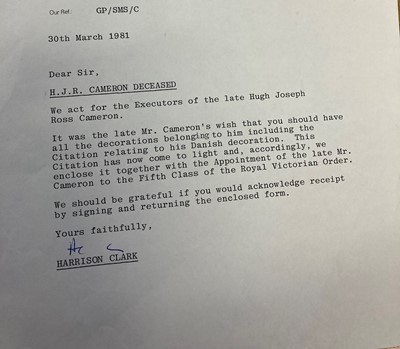 Our Ref: GP/SMS/C
30th March 1981
Dear Sir,
H.J.R. CAMERON DECEASED
We act for the Executors of the late Hugh Joseph
Ross Cameron.
It was the late Mr. Cameron's wish that you should have
all the decorations belonging to him including the
Citation relating to his Danish decoration. This
Citation has now come to light and, accordingly, we
enclose it together with the Appointment of the late Mr.
Cameron to the Fifth Class of the Royal Victorian Order.
We should be grateful if you would acknowledge receipt
by signing and returning the enclosed form.
Yours faithfully,
HARRISON CLARK